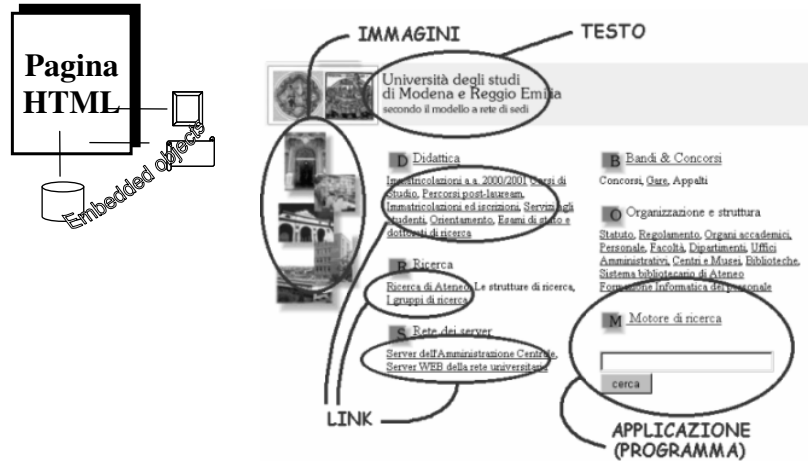 Pagina
HTML
Embedded objects
IMMAGINI
TESTO
Università degli studi
di Modena e Reggio Emilia
secondo il modello a rete di sedi
D Didattica
Immatricolazioni a.a. 2000/2001 Corsi di
Studio, Percorsi post-lauream,
Immatricolazioni ed iscrizioni, Servizi agli
studenti, Orientamento, Esami di stato e
dottorati di ricerca
R Ricerca
Ricerca di Ateneo, Le strutture di ricerca,
I gruppi di ricerca
S Rete dei server
Server dell'Amministrazione Centrale,
Server WEB della rete universitaria
B Bandi & Concorsi
Concorsi, Gare, Appalti
O Organizzazione e struttura
Statuto, Regolamento, Organi accademici,
Personale, Facoltà, Dipartimenti, Uffici
Amministrativi, Centri e Musei, Biblioteche,
Sistema bibliotecario di Ateneo
Formazione Informatica del personale
M Motore di ricerca
cerca
LINK
APPLICAZIONE
(PROGRAMMA)